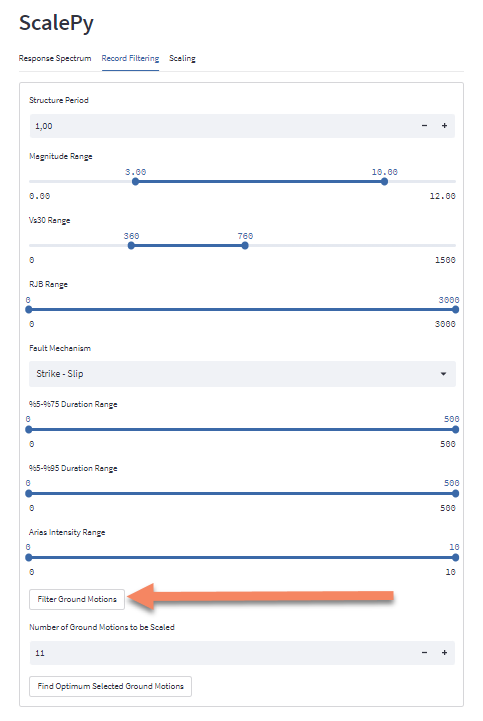 ScalePy
Response Spectrum Record Filtering Scaling
Structure Period
1,00 − +
Magnitude Range
3.00 10.00
0.00 12.00
Vs30 Range
360 760
0 1500
RJB Range
0 3000
0 3000
Fault Mechanism
Strike - Slip
%5-%75 Duration Range
0 500
0 500
%5-%95 Duration Range
0 500
0 500
Arias Intensity Range
0 10
0 10
Filter Ground Motions
Number of Ground Motions to be Scaled
11 − +
Find Optimum Selected Ground Motions